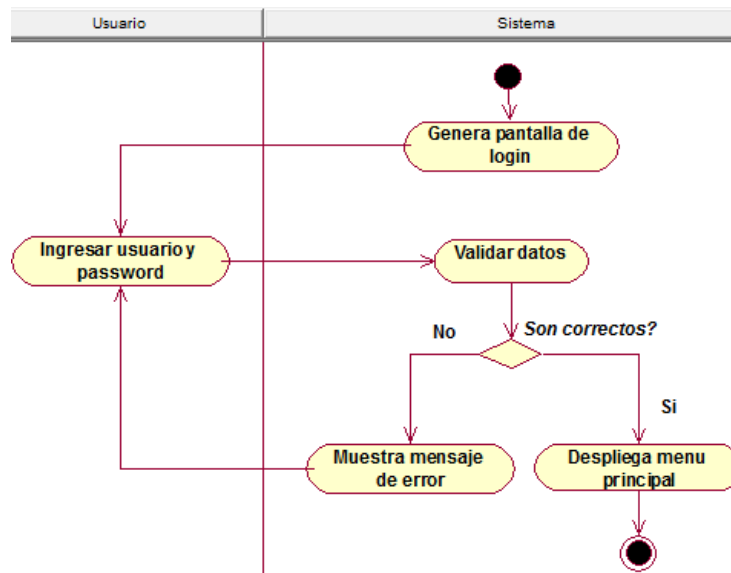 Usuario
Sistema
Genera pantalla de
login
Ingresar usuario y
password
Validar datos
No
Son correctos?
Si
Muestra mensaje
de error
Despliega menu
principal